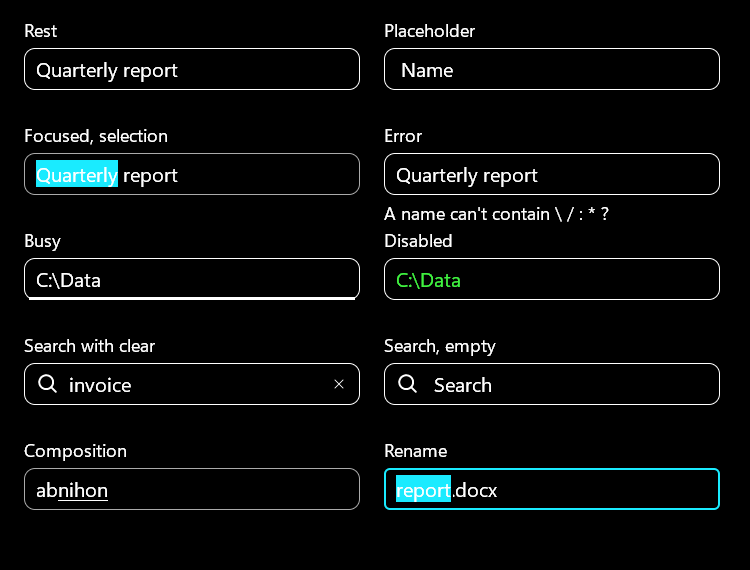 Rest
Placeholder
Quarterly report
Name
Focused, selection
Error
Quarterly report
Quarterly report
A name can't contain \ / : * ?
Busy
Disabled
C:\Data
C:\Data
Search with clear
Search, empty
invoice
Search
Composition
Rename
abnihon
report.docx